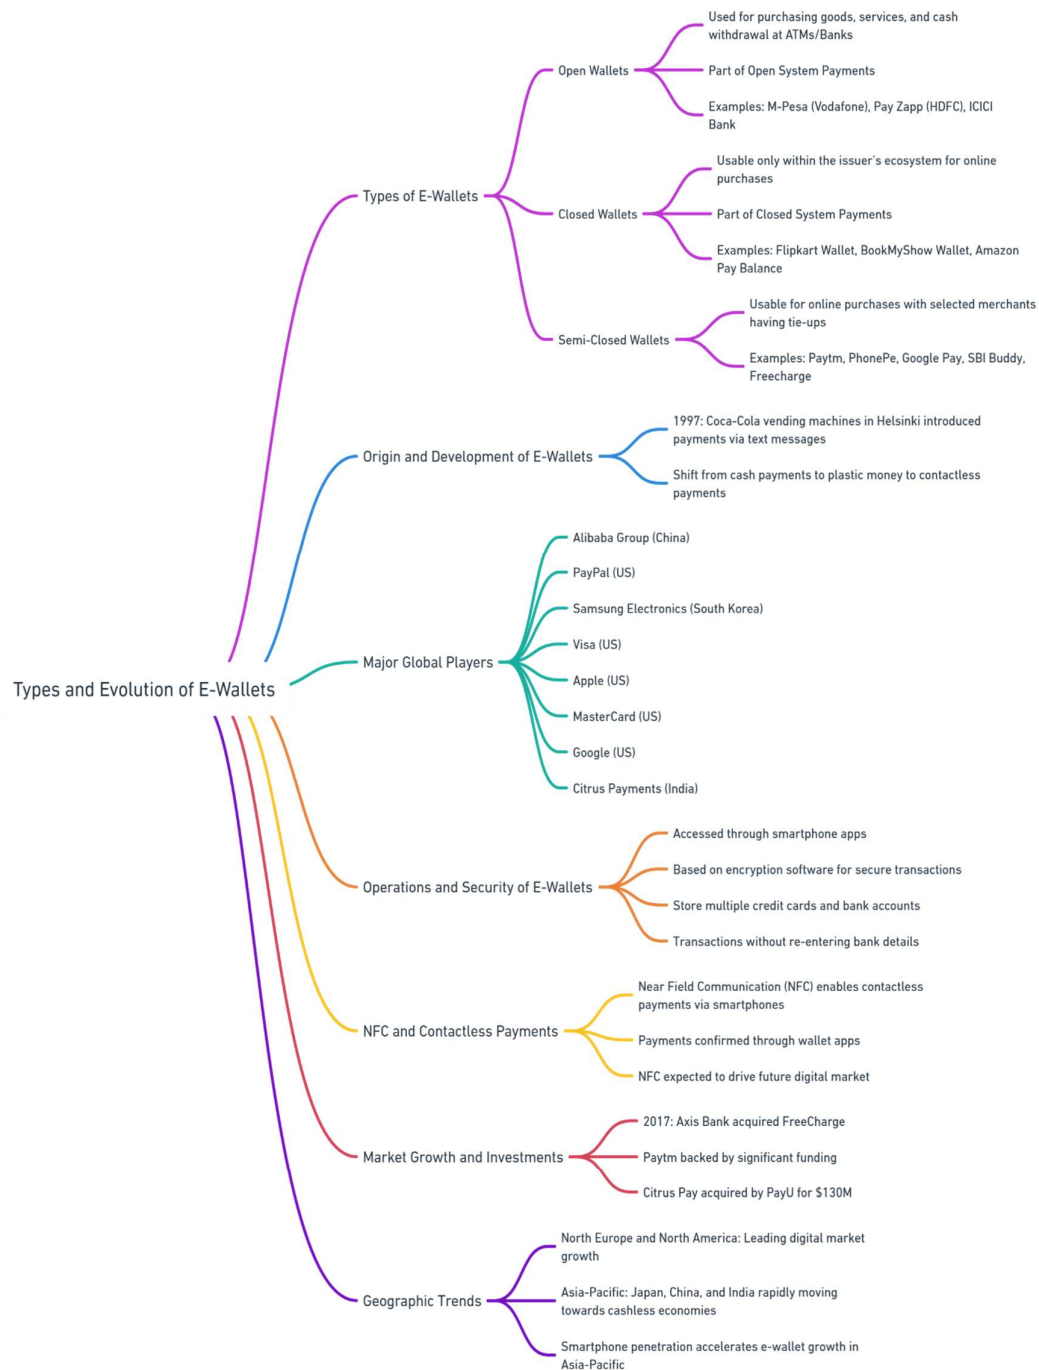 Types and Evolution of E-Wallets
Types of E-Wallets
Open Wallets
Used for purchasing goods, services, and cash
withdrawal at ATMs/Banks
Part of Open System Payments
Examples: M-Pesa (Vodafone), Pay Zapp (HDFC), ICICI
Bank
Closed Wallets
Usable only within the issuer's ecosystem for online
purchases
Part of Closed System Payments
Examples: Flipkart Wallet, BookMyShow Wallet, Amazon
Pay Balance
Semi-Closed Wallets
Usable for online purchases with selected merchants
having tie-ups
Examples: Paytm, PhonePe, Google Pay, SBI Buddy,
Freecharge
Origin and Development of E-Wallets
1997: Coca-Cola vending machines in Helsinki introduced
payments via text messages
Shift from cash payments to plastic money to contactless
payments
Major Global Players
Alibaba Group (China)
PayPal (US)
Samsung Electronics (South Korea)
Visa (US)
Apple (US)
MasterCard (US)
Google (US)
Citrus Payments (India)
Operations and Security of E-Wallets
Accessed through smartphone apps
Based on encryption software for secure transactions
Store multiple credit cards and bank accounts
Transactions without re-entering bank details
NFC and Contactless Payments
Near Field Communication (NFC) enables contactless
payments via smartphones
Payments confirmed through wallet apps
NFC expected to drive future digital market
Market Growth and Investments
2017: Axis Bank acquired FreeCharge
Paytm backed by significant funding
Citrus Pay acquired by PayU for $130M
Geographic Trends
North Europe and North America: Leading digital market
growth
Asia-Pacific: Japan, China, and India rapidly moving
towards cashless economies
Smartphone penetration accelerates e-wallet growth in
Asia-Pacific